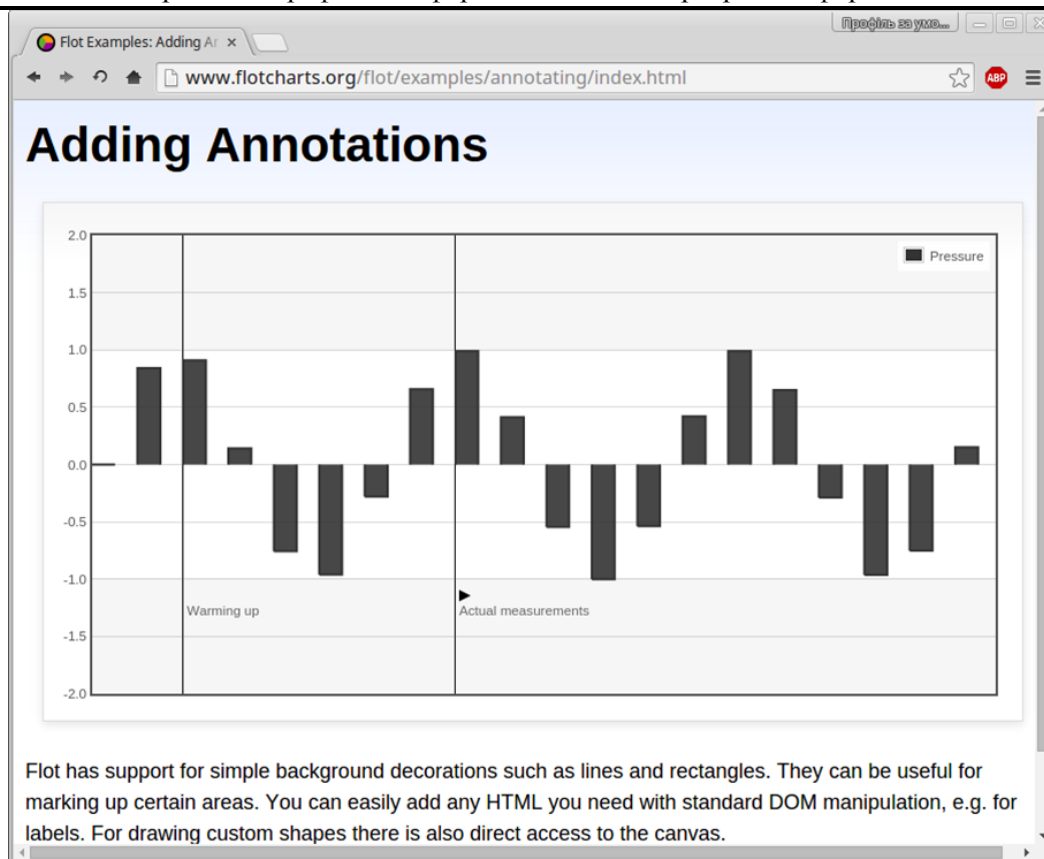 Профіль за умо...
Flot Examples: Adding Ar
www.flotcharts.org/flot/examples/annotating/index.html
ABP
Adding Annotations
2.0
Pressure
1.5
1.0
0.5
0.0
-0.5
-1.0
Warming up
Actual measurements
-1.5
-2.0
Flot has support for simple background decorations such as lines and rectangles. They can be useful for
marking up certain areas. You can easily add any HTML you need with standard DOM manipulation, e.g. for
labels. For drawing custom shapes there is also direct access to the canvas.